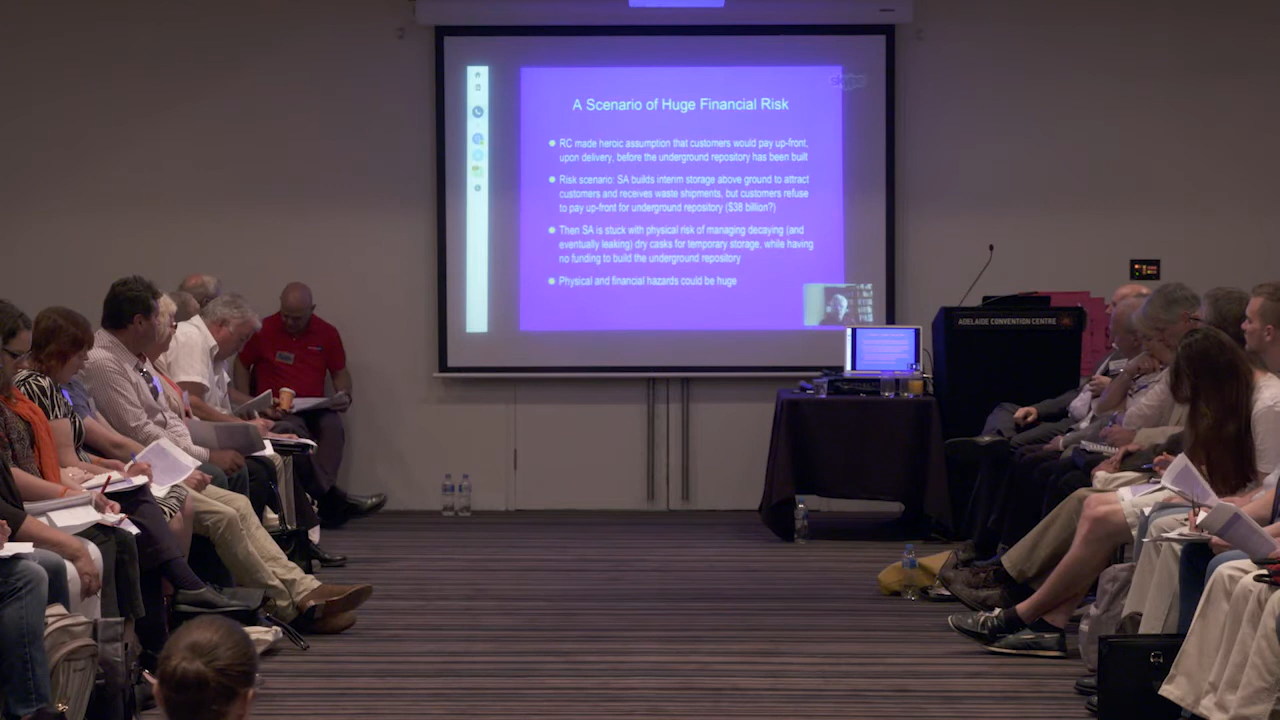 skype
A Scenario of Huge Financial Risk
RC made heroic assumption that customers would pay up-front,
upon delivery, before the underground repository has been built
Risk scenario: SA builds interim storage above ground to attract
customers and receives waste shipments, but customers refuse
to pay up-front for underground repository ($38 billion?)
Then SA is stuck with physical risk of managing decaying (and
eventually leaking) dry casks for temporary storage, while having
no funding to build the underground repository
Physical and financial hazards could be huge
ADELAIDE CONVENTION CENTRE